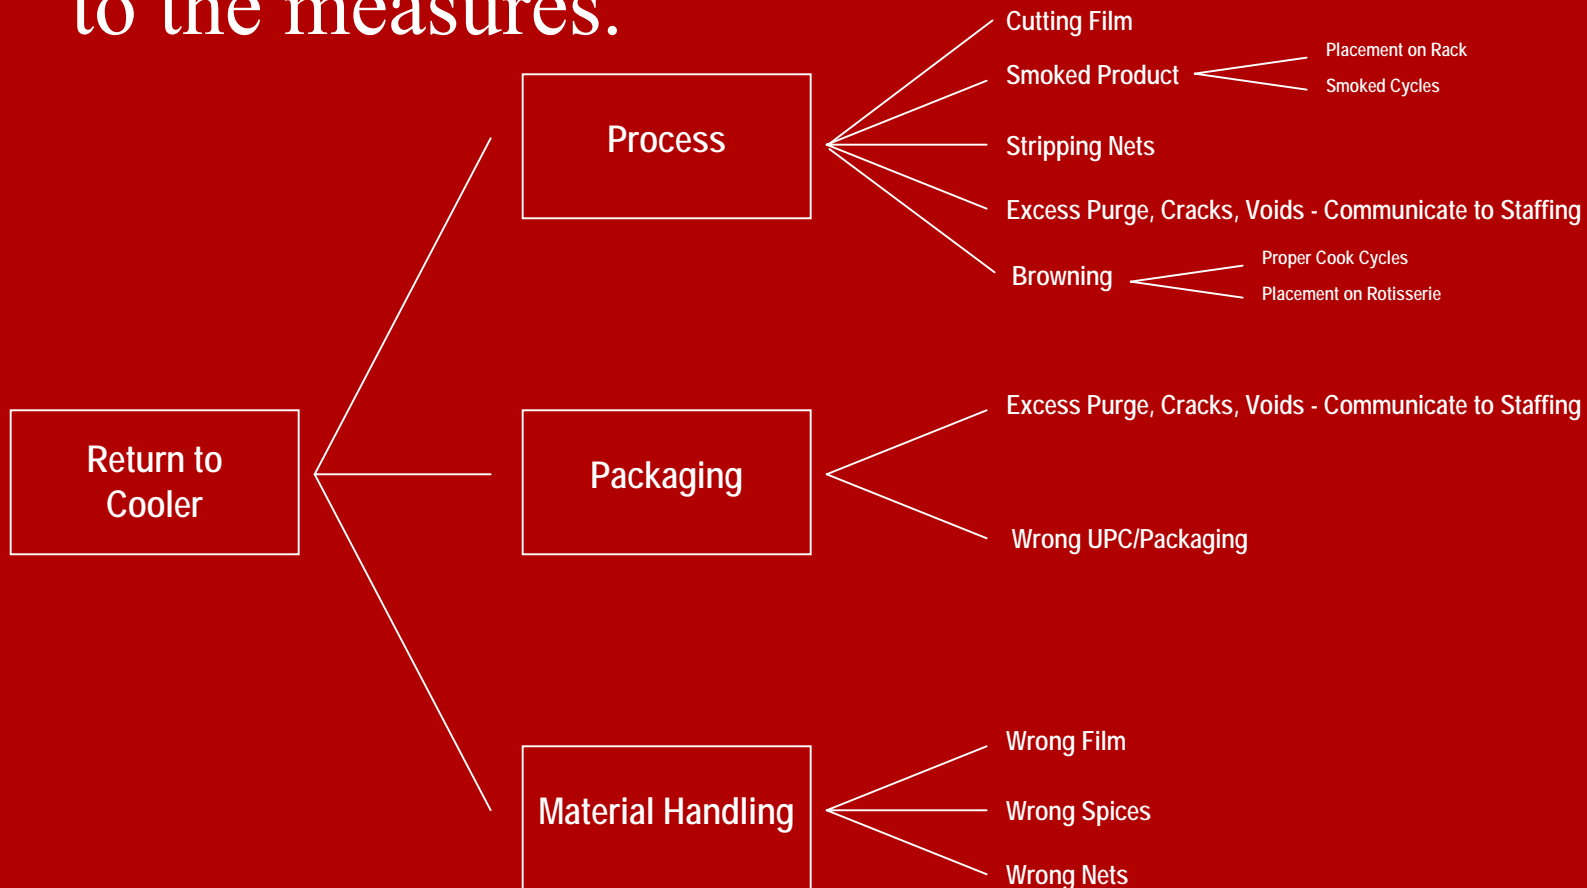 to the measures.
Cutting Film
Smoked Product
Placement on Rack
Smoked Cycles
Process
Stripping Nets
Excess Purge, Cracks, Voids - Communicate to Staffing
Browning
Proper Cook Cycles
Placement on Rotisserie
Return to
Cooler
Packaging
Excess Purge, Cracks, Voids - Communicate to Staffing
Wrong UPC/Packaging
Material Handling
Wrong Film
Wrong Spices
Wrong Nets